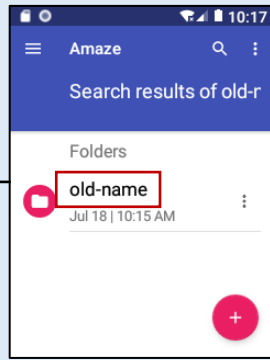 10:17
Amaze
Search results of old-r
Folders
old-name
Jul 18 | 10:15 AM